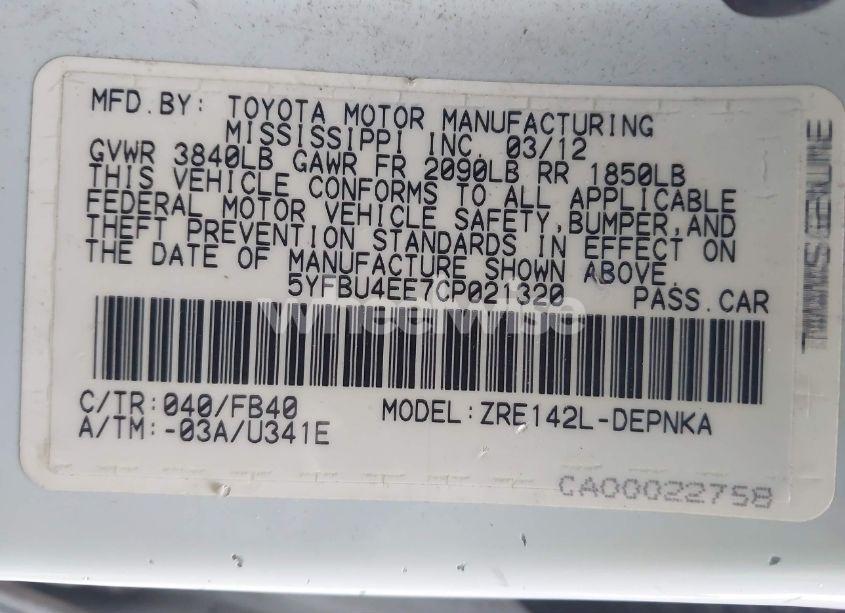 MFD.BY: TOYOTA MOTOR MANUFACTURING
MISSISSIPPI INC. 03/12
GVWR 3840LB GAWR FR 2090LB RR 1850LB
THIS VEHICLE CONFORMS TO ALL APPLICABLE
FEDERAL MOTOR VEHICLE SAFETY,BUMPER,AND
THEFT PREVENTION STANDARDS IN EFFECT ON
THE DATE OF MANUFACTURE SHOWN ABOVE.
5YFBU4EE7CP021320 PASS.CAR
wheelwise
C/TR:040/FB40 MODEL:ZRE142L-DEPNKA
A/TM:-03A/U341E
CA00022758